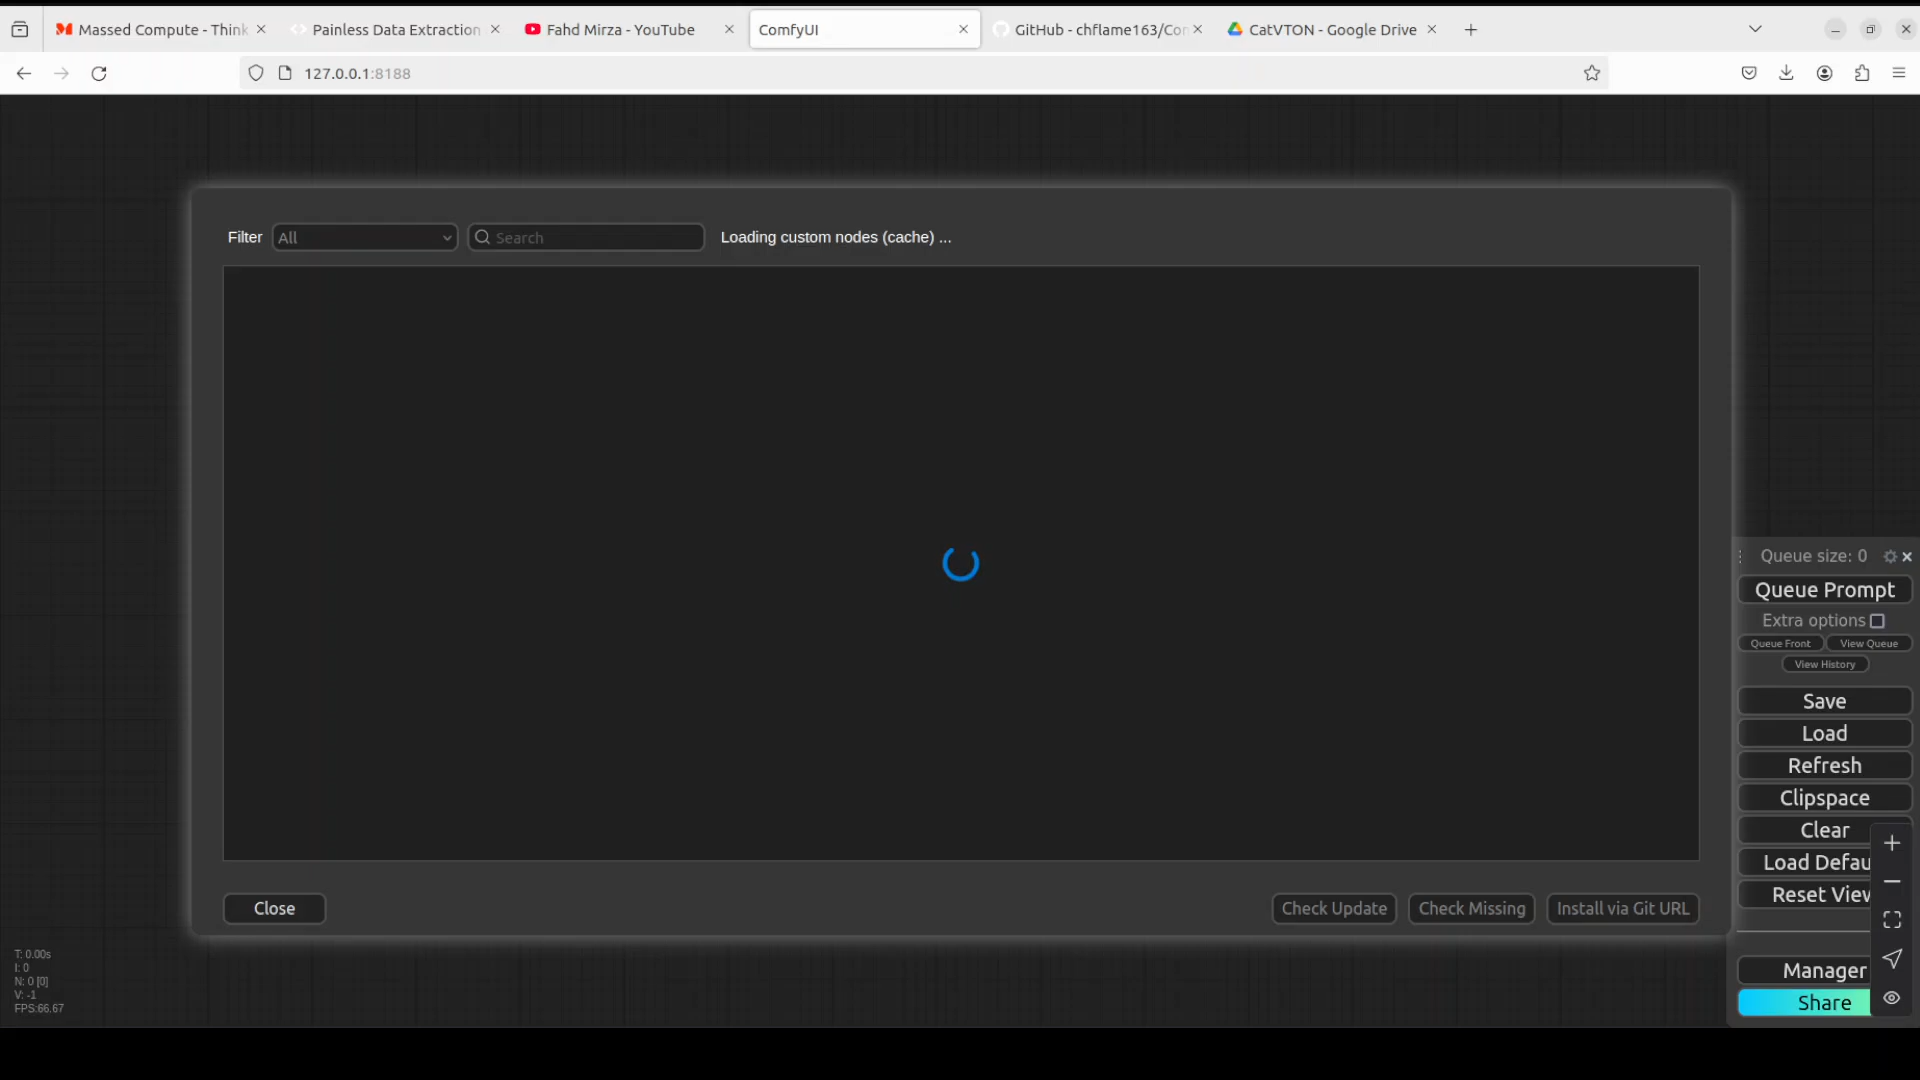 Massed Compute - Think
Painless Data Extraction
Fahd Mirza - YouTube
ComfyUI
GitHub - chflame163/Con
CatVTON - Google Drive
127.0.0.1:8188
Filter
All
Search
Loading custom nodes (cache) ...
Queue size: 0
Queue Prompt
Extra options
Queue Front
View Queue
View History
Save
Load
Refresh
Clipspace
Clear
Load Defau
Reset View
Close
Check Update
Check Missing
Install via Git URL
Manager
Share
T: 0.00s
I: 0
N: 0 [0]
V: -1
FPS:66.67